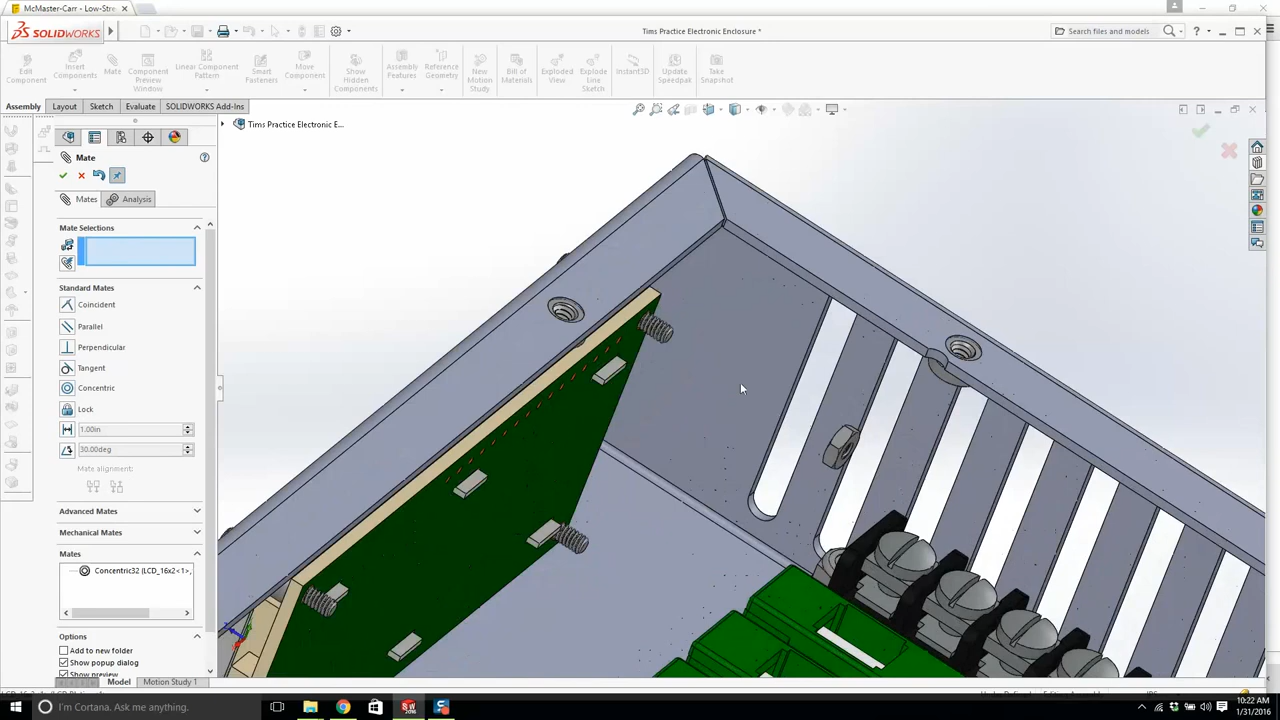 McMaster-Carr - Low-Stre
SOLIDWORKS
Tims Practice Electronic Enclosure *
Search files and models
Edit Component
Insert Components
Mate
Component Preview Window
Linear Component Pattern
Smart Fasteners
Move Component
Show Hidden Components
Assembly Features
Reference Geometry
New Motion Study
Bill of Materials
Exploded View
Explode Line Sketch
Instant3D
Update Speedpak
Take Snapshot
Assembly
Layout
Sketch
Evaluate
SOLIDWORKS Add-Ins
Tims Practice Electronic E...
Mate
Mates
Analysis
Mate Selections
Standard Mates
Coincident
Parallel
Perpendicular
Tangent
Concentric
Lock
1.00in
30.00deg
Mate alignment:
Advanced Mates
Mechanical Mates
Mates
Concentric32 (LCD_16x2<1>,
Options
Add to new folder
Show popup dialog
Show preview
Model
Motion Study 1
I'm Cortana. Ask me anything.
10:22 AM
1/31/2016